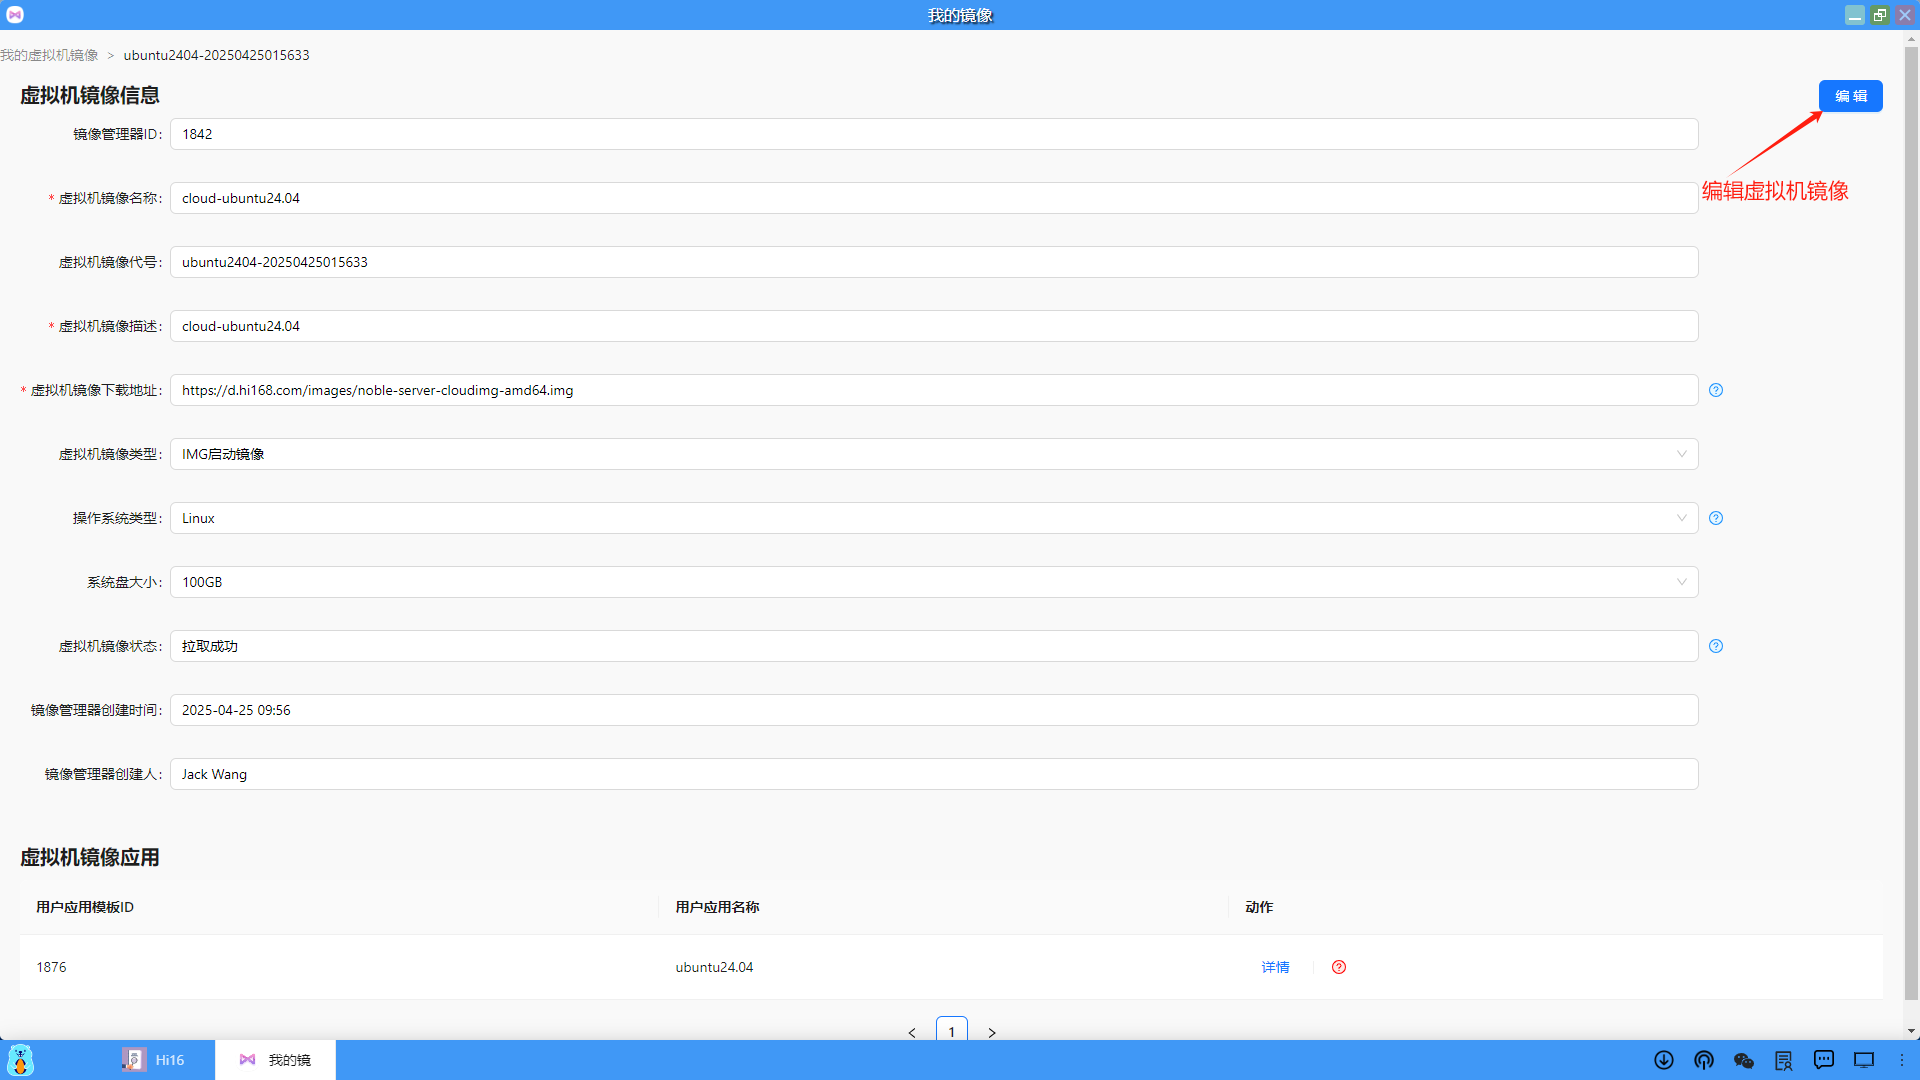 我的镜像
我的虚拟机镜像 > ubuntu2404-20250425015633
虚拟机镜像信息
编 辑
镜像管理器ID: 1842
编辑虚拟机镜像
* 虚拟机镜像名称: cloud-ubuntu24.04
虚拟机镜像代号: ubuntu2404-20250425015633
* 虚拟机镜像描述: cloud-ubuntu24.04
* 虚拟机镜像下载地址: https://d.hi168.com/images/noble-server-cloudimg-amd64.img
虚拟机镜像类型: IMG启动镜像
操作系统类型: Linux
系统盘大小: 100GB
虚拟机镜像状态: 拉取成功
镜像管理器创建时间: 2025-04-25 09:56
镜像管理器创建人: Jack Wang
虚拟机镜像应用
用户应用模板ID 用户应用名称 动作
1876 ubuntu24.04 详情
< 1 >
Hi16 我的镜